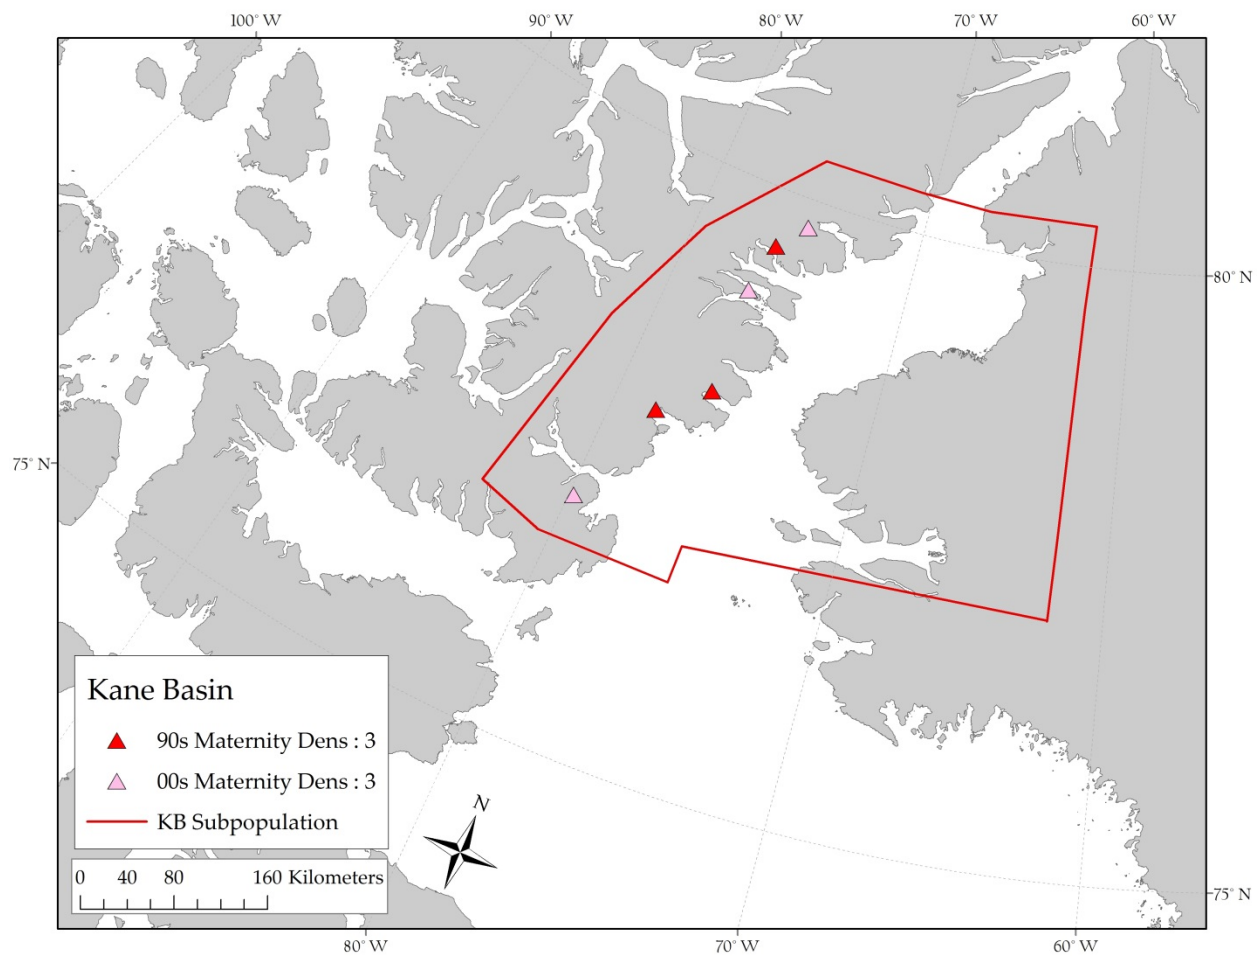 100° W 90° W 80° W 70° W 60° W
80° N
75° N
Kane Basin
90s Maternity Dens : 3
00s Maternity Dens : 3
KB Subpopulation
N
0 40 80 160 Kilometers
75° N
80° W 70° W 60° W